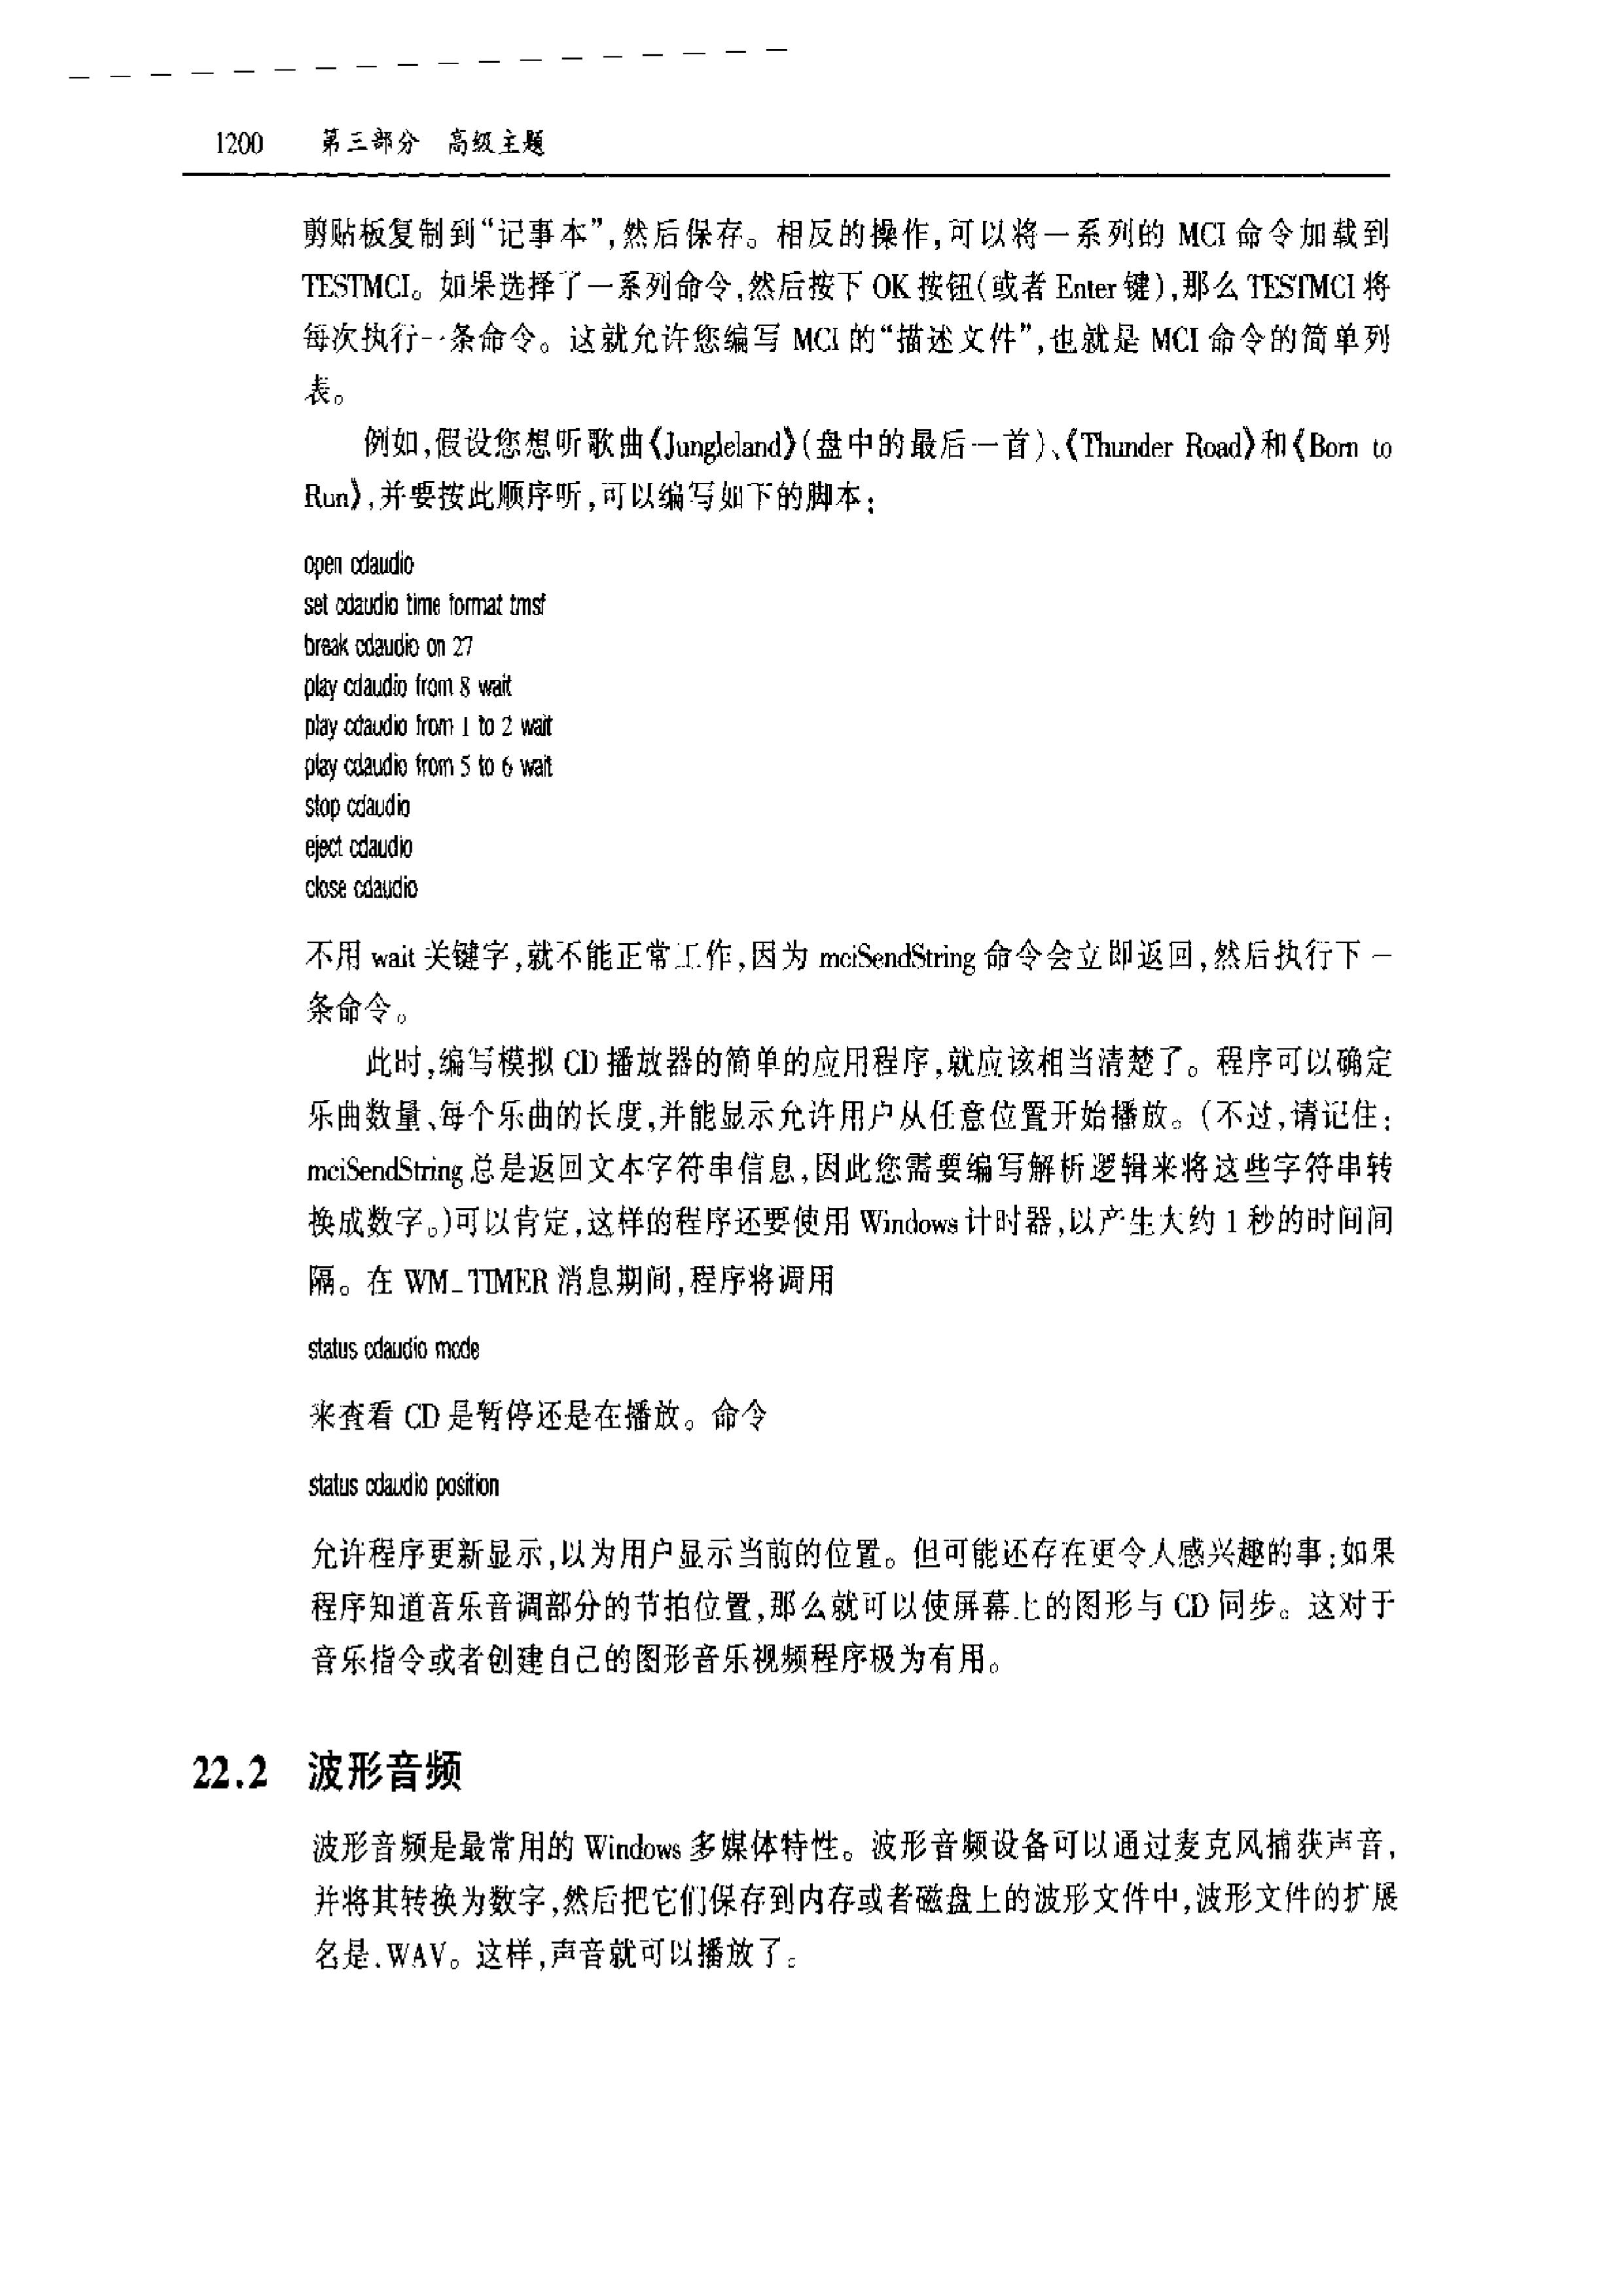 1200 第三部分 高级主题
剪贴板复制到“记事本”,然后保存。相反的操作,可以将一系列的 MCI 命令加载到
TESTMCI。如果选择了一系列命令,然后按下 OK 按钮(或者 Enter 键),那么 TESTMCI 将
每次执行一条命令。这就允许您编写 MCI 的“描述文件”,也就是 MCI 命令的简单列
表。
例如,假设您想听歌曲《Jungleland》(盘中的最后一首)、《Thunder Road》和《Born to
Run》,并要按此顺序听,可以编写如下的脚本:
open cdaudio
set cdaudio time format tmsf
break cdaudio on 27
play cdaudio from 8 wait
play cdaudio from 1 to 2 wait
play cdaudio from 5 to 6 wait
stop cdaudio
eject cdaudio
close cdaudio
不用 wait 关键字,就不能正常工作,因为 mciSendString 命令会立即返回,然后执行下一
条命令。
此时,编写模拟 CD 播放器的简单的应用程序,就应该相当清楚了。程序可以确定
乐曲数量、每个乐曲的长度,并能显示允许用户从任意位置开始播放。(不过,请记住:
mciSendString 总是返回文本字符串信息,因此您需要编写解析逻辑来将这些字符串转
换成数字。)可以肯定,这样的程序还要使用 Windows 计时器,以产生大约 1 秒的时间间
隔。在 WM_TIMER 消息期间,程序将调用
status cdaudio mode
来查看 CD 是暂停还是在播放。命令
status cdaudio position
允许程序更新显示,以为用户显示当前的位置。但可能还存在更令人感兴趣的事:如果
程序知道音乐音调部分的节拍位置,那么就可以使屏幕上的图形与 CD 同步。这对于
音乐指令或者创建自己的图形音乐视频程序极为有用。
22.2 波形音频
波形音频是最常用的 Windows 多媒体特性。波形音频设备可以通过麦克风捕获声音,
并将其转换为数字,然后把它们保存到内存或者磁盘上的波形文件中,波形文件的扩展
名是.WAV。这样,声音就可以播放了。